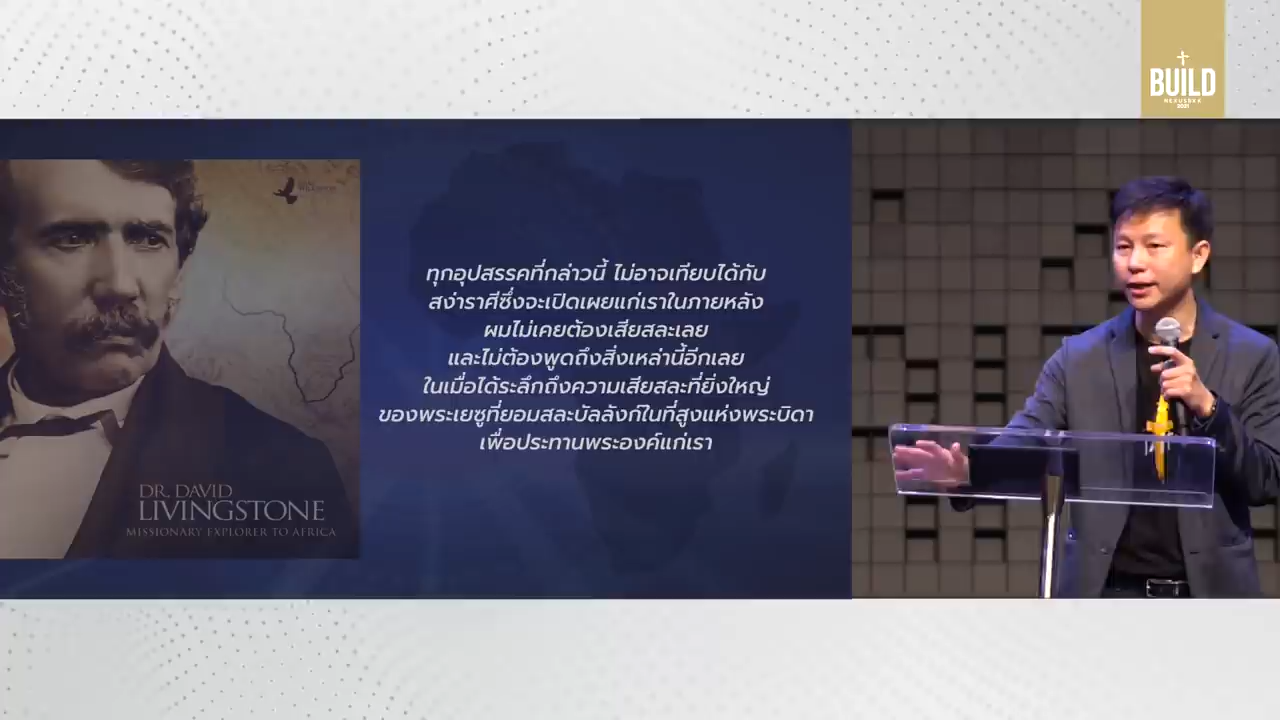 BUILD
NEXUSBKK
2021
ทุกอุปสรรคที่กล่าวนี้ ไม่อาจเทียบได้กับ
สง่าราศีซึ่งจะเปิดเผยแก่เราในภายหลัง
ผมไม่เคยต้องเสียสละเลย
และไม่ต้องพูดถึงสิ่งเหล่านี้อีกเลย
ในเมื่อได้ระลึกถึงความเสียสละที่ยิ่งใหญ่
ของพระเยซูที่ยอมสละบัลลังก์ในที่สูงแห่งพระบิดา
เพื่อประทานพระองค์แก่เรา
DR. DAVID
LIVINGSTONE
MISSIONARY EXPLORER TO AFRICA